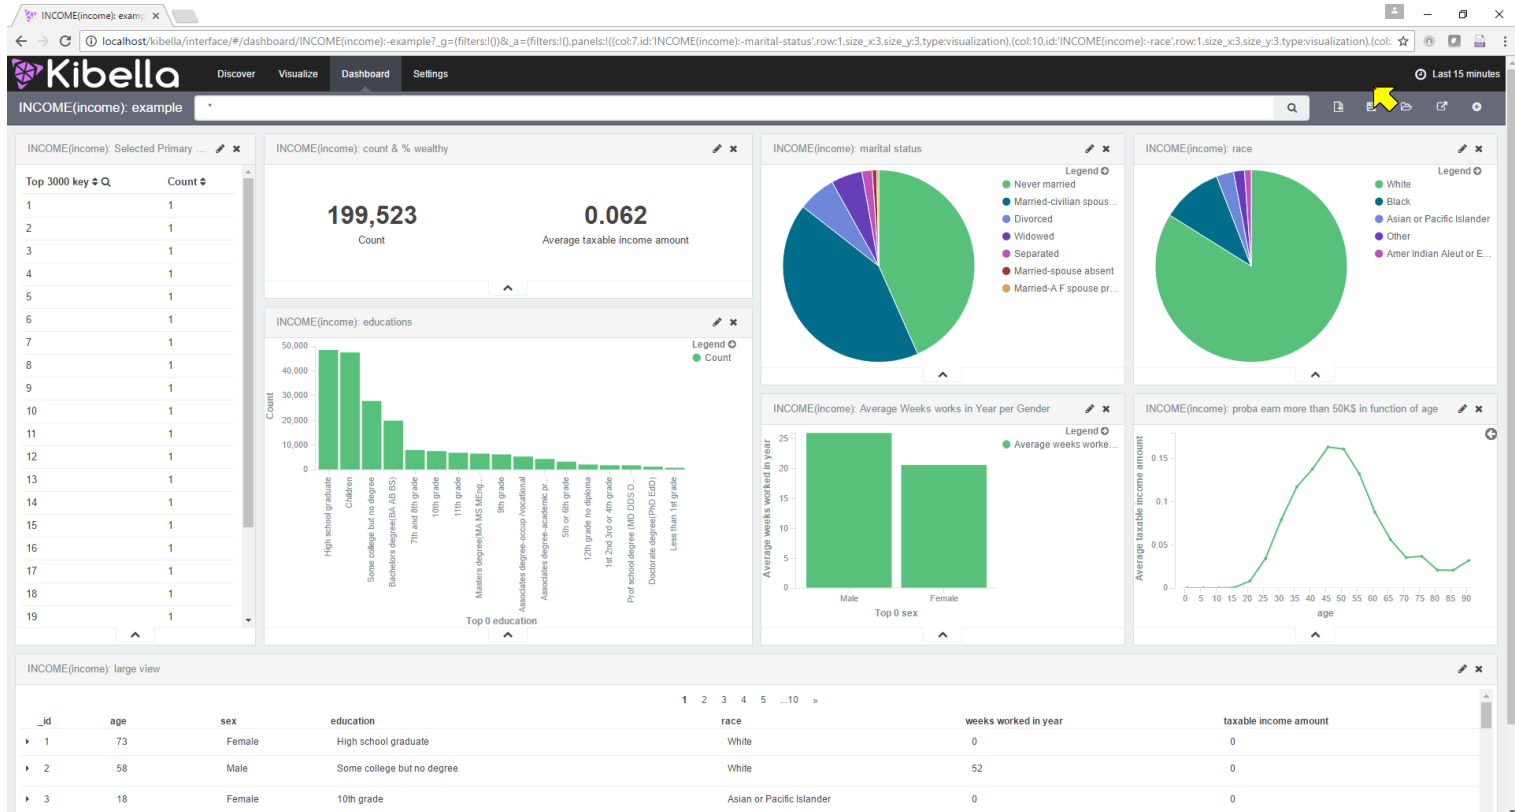 INCOME(income): examp
localhost/kibella/interface/#/dashboard/INCOME(income):-example?_g=(filters:!())&_a=(filters:!(),panels:!((col:7,id:'INCOME(income):-marital-status',row:1,size_x:3,size_y:3,type:visualization),(col:10,id:'INCOME(income):-race',row:1,size_x:3,size_y:3,type:visualization),(col:
Kibella Discover Visualize Dashboard Settings Last 15 minutes
INCOME(income): example *
INCOME(income): Selected Primary ...
Top 3000 key Count
1 1
2 1
3 1
4 1
5 1
6 1
7 1
8 1
9 1
10 1
11 1
12 1
13 1
14 1
15 1
16 1
17 1
18 1
19 1
INCOME(income): count & % wealthy
199,523 0.062
Count Average taxable income amount
INCOME(income): educations
Legend
Count
50,000
40,000
30,000
20,000
10,000
0
Count
High school graduate
Children
Some college but no degree
Bachelors degree(BA AB BS)
7th and 8th grade
10th grade
11th grade
Masters degree(MA MS MEng...
9th grade
Associates degree-occup /vocational
Associates degree-academic pr...
5th or 6th grade
12th grade no diploma
1st 2nd 3rd or 4th grade
Prof school degree (MD DDS D...
Doctorate degree(PhD EdD)
Less than 1st grade
Top 0 education
INCOME(income): marital status
Legend
Never married
Married-civilian spous...
Divorced
Widowed
Separated
Married-spouse absent
Married-A F spouse pr...
INCOME(income): race
Legend
White
Black
Asian or Pacific Islander
Other
Amer Indian Aleut or E...
INCOME(income): Average Weeks works in Year per Gender
Legend
Average weeks worke...
Average weeks worked in year
25
20
15
10
5
0
Male Female
Top 0 sex
INCOME(income): proba earn more than 50K$ in function of age
Average taxable income amount
0.15
0.1
0.05
0
0 5 10 15 20 25 30 35 40 45 50 55 60 65 70 75 80 85 90
age
INCOME(income): large view
1 2 3 4 5 ...10 »
_id age sex education race weeks worked in year taxable income amount
1 73 Female High school graduate White 0 0
2 58 Male Some college but no degree White 52 0
3 18 Female 10th grade Asian or Pacific Islander 0 0